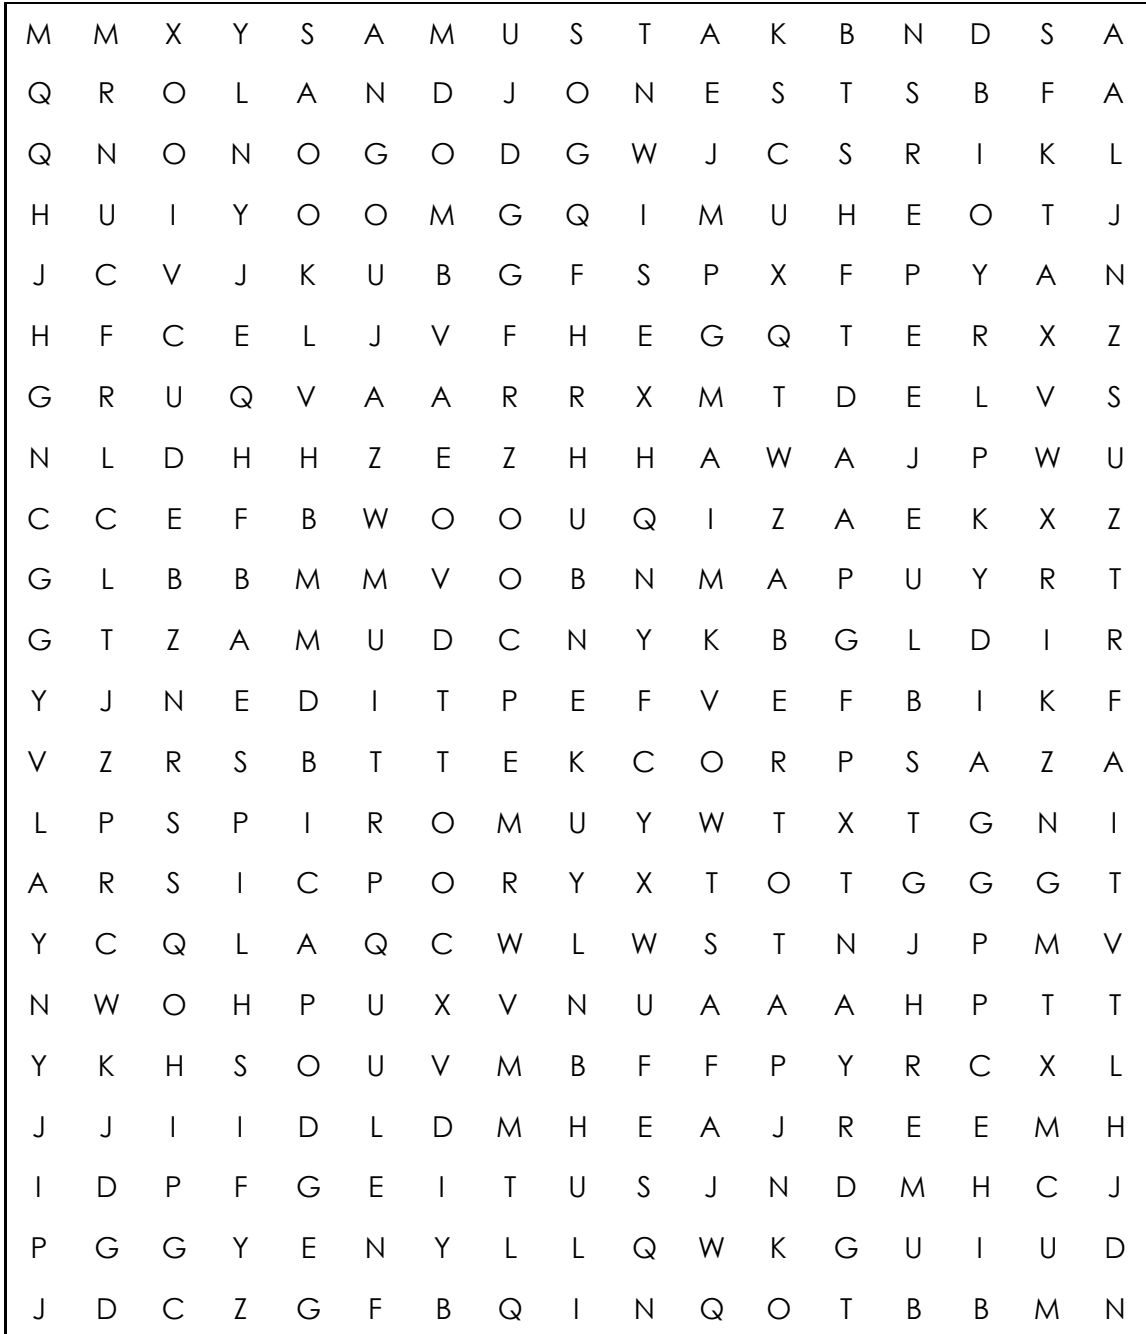 M M X Y S A M U S T A K B N D S A
Q R O L A N D J O N E S T S B F A
Q N O N O G O D G W J C S R I K L
H U I Y O O M G Q I M U H E O T J
J C V J K U B G F S P X F P Y A N
H F C E L J V F H E G Q T E R X Z
G R U Q V A A R R X M T D E L V S
N L D H H Z E Z H H A W A J P W U
C C E F B W O O U Q I Z A E K X Z
G L B B M M V O B N M A P U Y R T
G T Z A M U D C N Y K B G L D I R
Y J N E D I T P E F V E F B I K F
V Z R S B T T E K C O R P S A Z A
L P S P I R O M U Y W T X T G N I
A R S I C P O R Y X T O T G G G T
Y C Q L A Q C W L W S T N J P M V
N W O H P U X V N U A A A H P T T
Y K H S O U V M B F F P Y R C X L
J J I I D L D M H E A J R E E M H
I D P F G E I T U S J N D M H C J
P G G Y E N Y L L Q W K G U I U D
J D C Z G F B Q I N Q O T B B M N